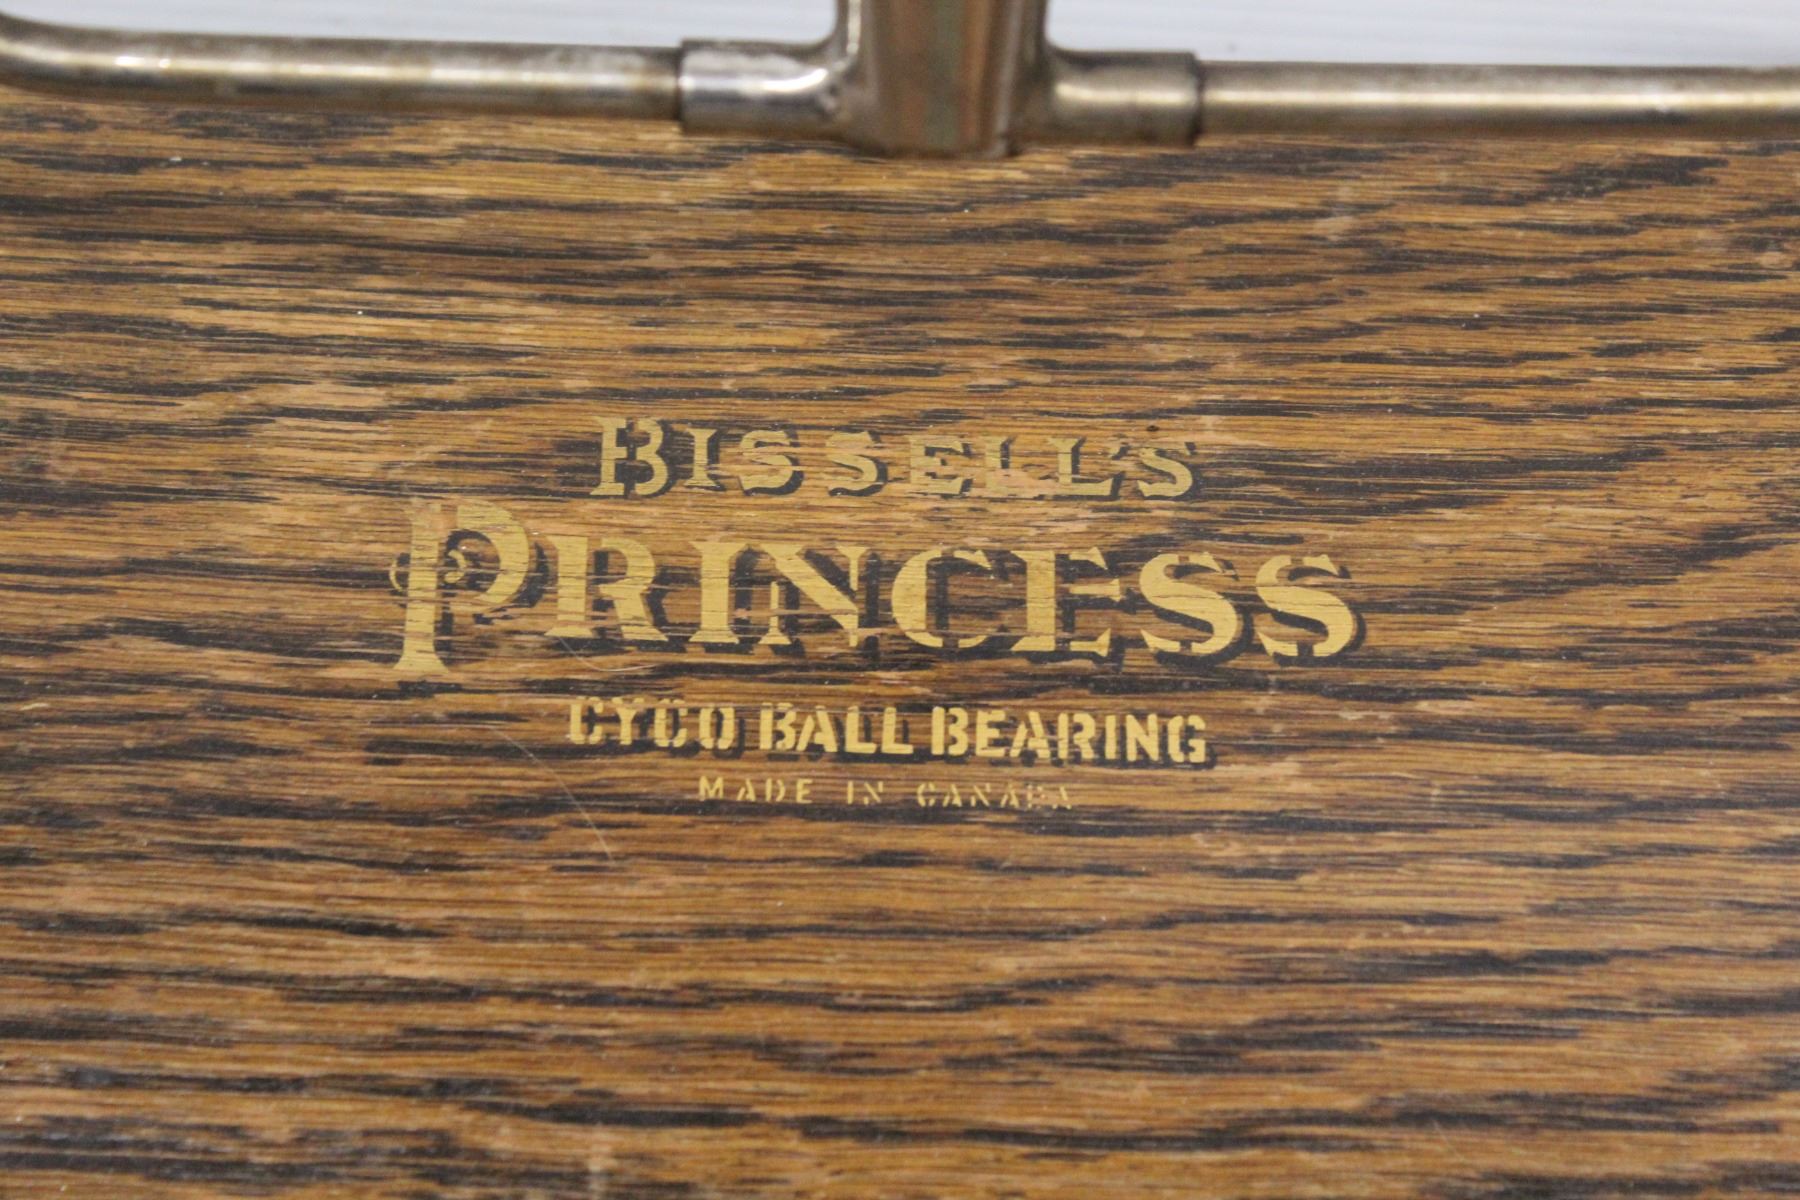 BISSELL'S
PRINCESS
CYCO BALL BEARING
MADE IN CANADA